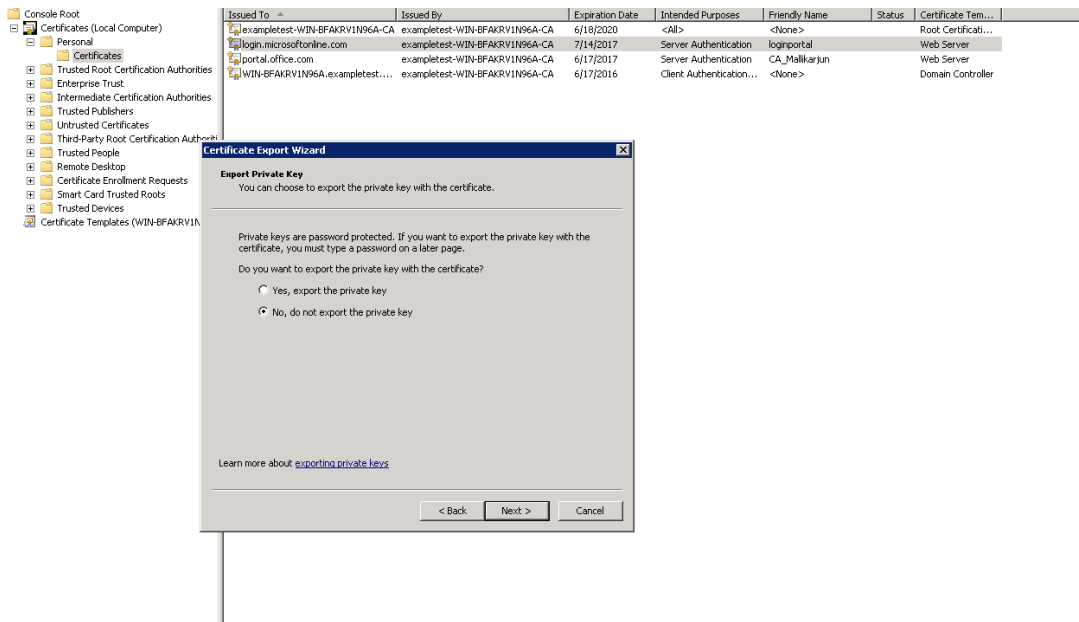 Console Root
Certificates (Local Computer)
Personal
Certificates
Trusted Root Certification Authorities
Enterprise Trust
Intermediate Certification Authorities
Trusted Publishers
Untrusted Certificates
Third-Party Root Certification Authoriti
Trusted People
Remote Desktop
Certificate Enrollment Requests
Smart Card Trusted Roots
Trusted Devices
Certificate Templates (WIN-BFAKRV1N
Issued To Issued By Expiration Date Intended Purposes Friendly Name Status Certificate Tem...
exampletest-WIN-BFAKRV1N96A-CA exampletest-WIN-BFAKRV1N96A-CA 6/18/2020 <All> <None> Root Certificati...
login.microsoftonline.com exampletest-WIN-BFAKRV1N96A-CA 7/14/2017 Server Authentication loginportal Web Server
portal.office.com exampletest-WIN-BFAKRV1N96A-CA 6/17/2017 Server Authentication CA_Mallikarjun Web Server
WIN-BFAKRV1N96A.exampletest.... exampletest-WIN-BFAKRV1N96A-CA 6/17/2016 Client Authentication... <None> Domain Controller
Certificate Export Wizard
Export Private Key
You can choose to export the private key with the certificate.
Private keys are password protected. If you want to export the private key with the
certificate, you must type a password on a later page.
Do you want to export the private key with the certificate?
Yes, export the private key
No, do not export the private key
Learn more about exporting private keys
< Back Next > Cancel